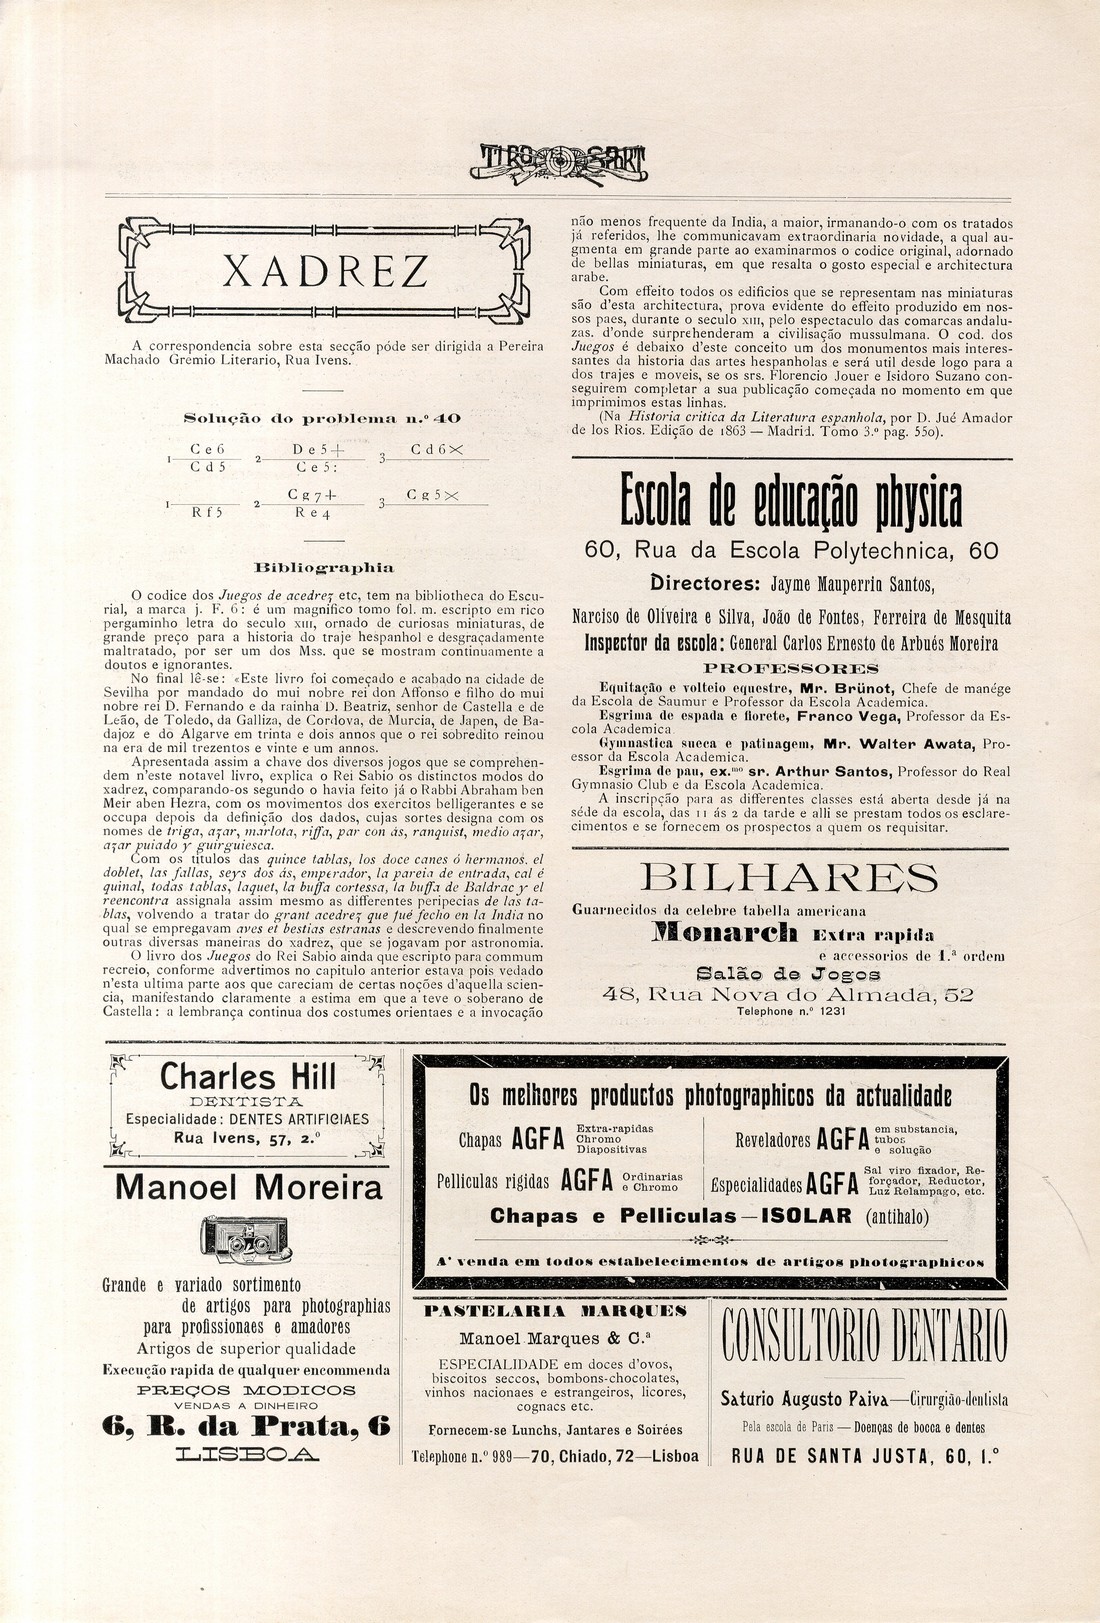 TIRO SPORT
XADREZ
A correspondencia sobre esta secção póde ser dirigida a Pereira
Machado Gremio Literario, Rua Ivens.
Solução do problema n.º 40
1 Ce6 / Cd5 2 De5+ / Ce5: 3 Cd6×
1 / Rf5 2 Cg7+ / Re4 3 Cg5×
Bibliographia
O codice dos Juegos de acedrez etc, tem na bibliotheca do Escu-
rial, a marca j. F. 6: é um magnifico tomo fol. m. escripto em rico
pergaminho letra do seculo XIII, ornado de curiosas miniaturas, de
grande preço para a historia do traje hespanhol e desgraçadamente
maltratado, por ser um dos Mss. que se mostram continuamente a
doutos e ignorantes.
No final lê-se: «Este livro foi começado e acabado na cidade de
Sevilha por mandado do mui nobre rei don Affonso e filho do mui
nobre rei D. Fernando e da rainha D. Beatriz, senhor de Castella e de
Leão, de Toledo, da Galliza, de Cordova, de Murcia, de Japen, de Ba-
dajoz e do Algarve em trinta e dois annos que o rei sobredito reinou
na era de mil trezentos e vinte e um annos.
Apresentada assim a chave dos diversos jogos que se comprehen-
dem n'este notavel livro, explica o Rei Sabio os distinctos modos do
xadrez, comparando-os segundo o havia feito já o Rabbi Abraham ben
Meir aben Hezra, com os movimentos dos exercitos belligerantes e se
occupa depois da definição dos dados, cujas sortes designa com os
nomes de triga, azar, marlota, riffa, par con ás, ranquist, medio azar,
azar puiado y guirguiesca.
Com os titulos das quince tablas, los doce canes ó hermanos. el
doblet, las fallas, seys dos ás, emperador, la pareia de entrada, cal é
quinal, todas tablas, laquet, la buffa cortessa, la buffa de Baldrac y el
reencontra assignala assim mesmo as differentes peripecias de las ta-
blas, volvendo a tratar do grant acedrez que fué fecho en la India no
qual se empregavam aves et bestias estranas e descrevendo finalmente
outras diversas maneiras do xadrez, que se jogavam por astronomia.
O livro dos Juegos do Rei Sabio ainda que escripto para commum
recreio, conforme advertimos no capitulo anterior estava pois vedado
n'esta ultima parte aos que careciam de certas noções d'aquella scien-
cia, manifestando claramente a estima em que a teve o soberano de
Castella: a lembrança continua dos costumes orientaes e a invocação
não menos frequente da India, a maior, irmanando-o com os tratados
já referidos, lhe communicavam extraordinaria novidade, a qual au-
gmenta em grande parte ao examinarmos o codice original, adornado
de bellas miniaturas, em que resalta o gosto especial e architectura
arabe.
Com effeito todos os edificios que se representam nas miniaturas
são d'esta architectura, prova evidente do effeito produzido em nos-
sos paes, durante o seculo XIII, pelo espectaculo das comarcas andalu-
zas. d'onde surprehenderam a civilisação mussulmana. O cod. dos
Juegos é debaixo d'este conceito um dos monumentos mais interes-
santes da historia das artes hespanholas e será util desde logo para a
dos trajes e moveis, se os srs. Florencio Jouer e Isidoro Suzano con-
seguirem completar a sua publicação começada no momento em que
imprimimos estas linhas.
(Na Historia critica da Literatura espanhola, por D. Jué Amador
de los Rios. Edição de 1863 — Madrid. Tomo 3.º pag. 550).
Escola de educação physica
60, Rua da Escola Polytechnica, 60
Directores: Jayme Mauperrin Santos,
Narciso de Oliveira e Silva, João de Fontes, Ferreira de Mesquita
Inspector da escola: General Carlos Ernesto de Arbués Moreira
PROFESSORES
Equitação e volteio equestre, Mr. Brünot, Chefe de manége
da Escola de Saumur e Professor da Escola Academica.
Esgrima de espada e florete, Franco Vega, Professor da Es-
cola Academica
Gymnastica sueca e patinagem, Mr. Walter Awata, Pro-
essor da Escola Academica.
Esgrima de pau, ex.mo sr. Arthur Santos, Professor do Real
Gymnasio Club e da Escola Academica.
A inscripção para as differentes classes está aberta desde já na
séde da escola, das 11 ás 2 da tarde e alli se prestam todos os esclare-
cimentos e se fornecem os prospectos a quem os requisitar.
BILHARES
Guarnecidos da celebre tabella americana
Monarch Extra rapida
e accessorios de 1.ª ordem
Salão de Jogos
48, Rua Nova do Almada, 52
Telephone n.º 1231
Charles Hill
DENTISTA
Especialidade: DENTES ARTIFICIAES
Rua Ivens, 57, 2.º
Manoel Moreira
Grande e variado sortimento
de artigos para photographias
para profissionaes e amadores
Artigos de superior qualidade
Execução rapida de qualquer encommenda
PREÇOS MODICOS
VENDAS A DINHEIRO
6, R. da Prata, 6
LISBOA
Os melhores productos photographicos da actualidade
Chapas AGFA Extra-rapidas
Chromo
Diapositivas
Reveladores AGFA em substancia,
tubos
e solução
Pelliculas rigidas AGFA Ordinarias
e Chromo
Especialidades AGFA Sal viro fixador, Re-
forçador, Reductor,
Luz Relampago, etc.
Chapas e Pelliculas—ISOLAR (antihalo)
A' venda em todos estabelecimentos de artigos photographicos
PASTELARIA MARQUES
Manoel Marques & C.ª
ESPECIALIDADE em doces d'ovos,
biscoitos seccos, bombons-chocolates,
vinhos nacionaes e estrangeiros, licores,
cognacs etc.
Fornecem-se Lunchs, Jantares e Soirées
Telephone n.º 989—70, Chiado, 72—Lisboa
CONSULTORIO DENTARIO
Saturio Augusto Paiva—Cirurgião-dentista
Pela escola de Paris — Doenças de bocca e dentes
RUA DE SANTA JUSTA, 60, 1.º